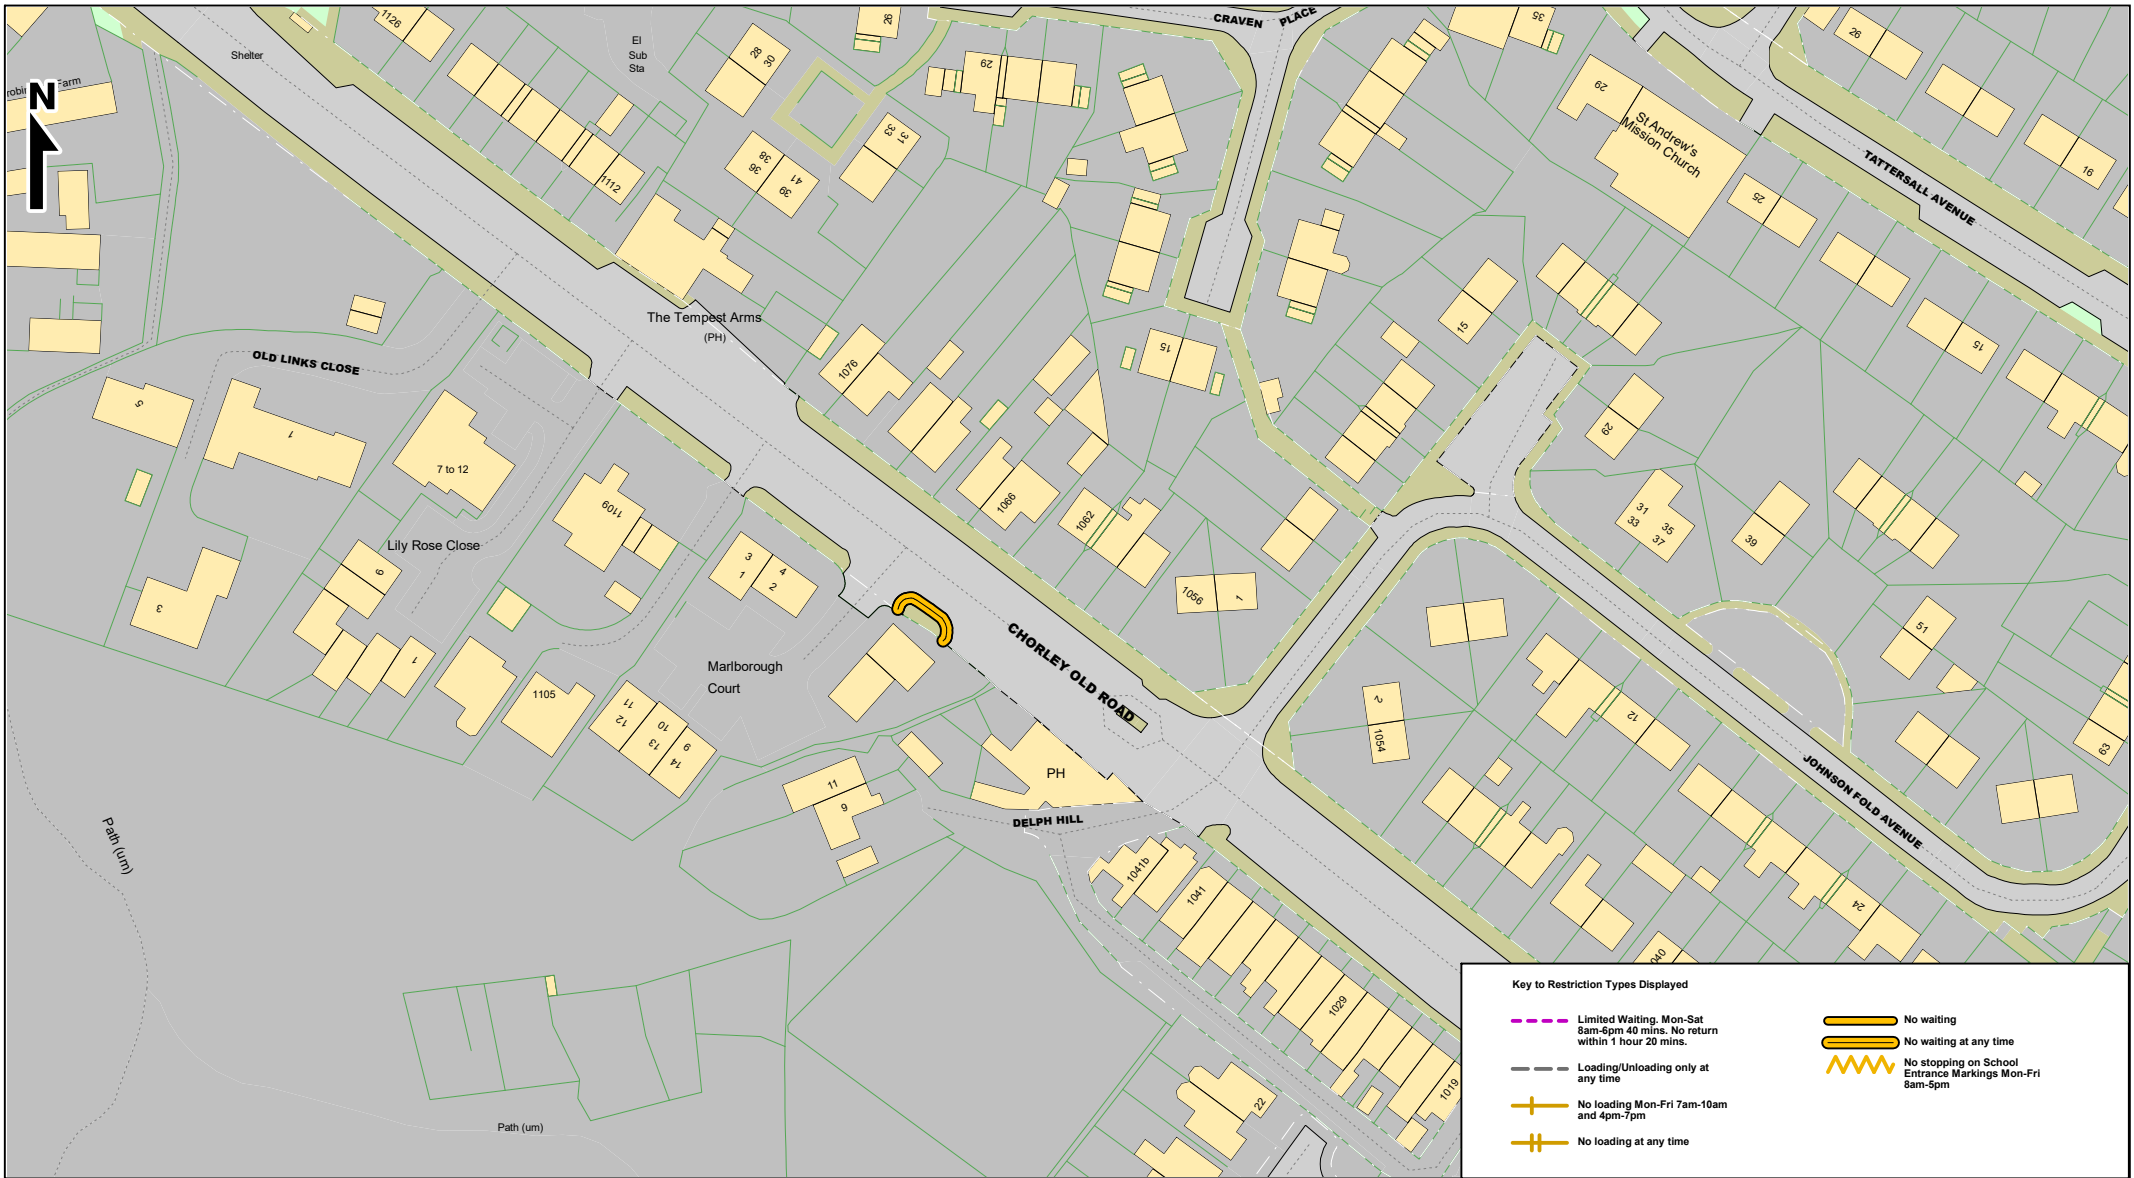 CRAVEN PLACE
1126
Shelter
El
Sub
Sta
28
30
26
29
35
26
29
St Andrew's
Mission Church
TATTERSALL AVENUE
16
25
Farm
N
1112
38
36
41
39
33
31
The Tempest Arms
(PH)
15
15
15
OLD LINKS CLOSE
1076
5
1
7 to 12
29
1109
1066
1062
31
33
35
37
39
Lily Rose Close
6
3
1
4
2
1056
1
51
3
1
CHORLEY OLD ROAD
Marlborough
Court
1105
11
12
10
13
9
14
2
1054
12
63
PH
11
9
DELPH HILL
JOHNSON FOLD AVENUE
Path (um)
1041b
1041
24
040
1029
1019
22
Path (um)
Key to Restriction Types Displayed
Limited Waiting. Mon-Sat
8am-6pm 40 mins. No return
within 1 hour 20 mins.
Loading/Unloading only at
any time
No loading Mon-Fri 7am-10am
and 4pm-7pm
No loading at any time
No waiting
No waiting at any time
No stopping on School
Entrance Markings Mon-Fri
8am-5pm